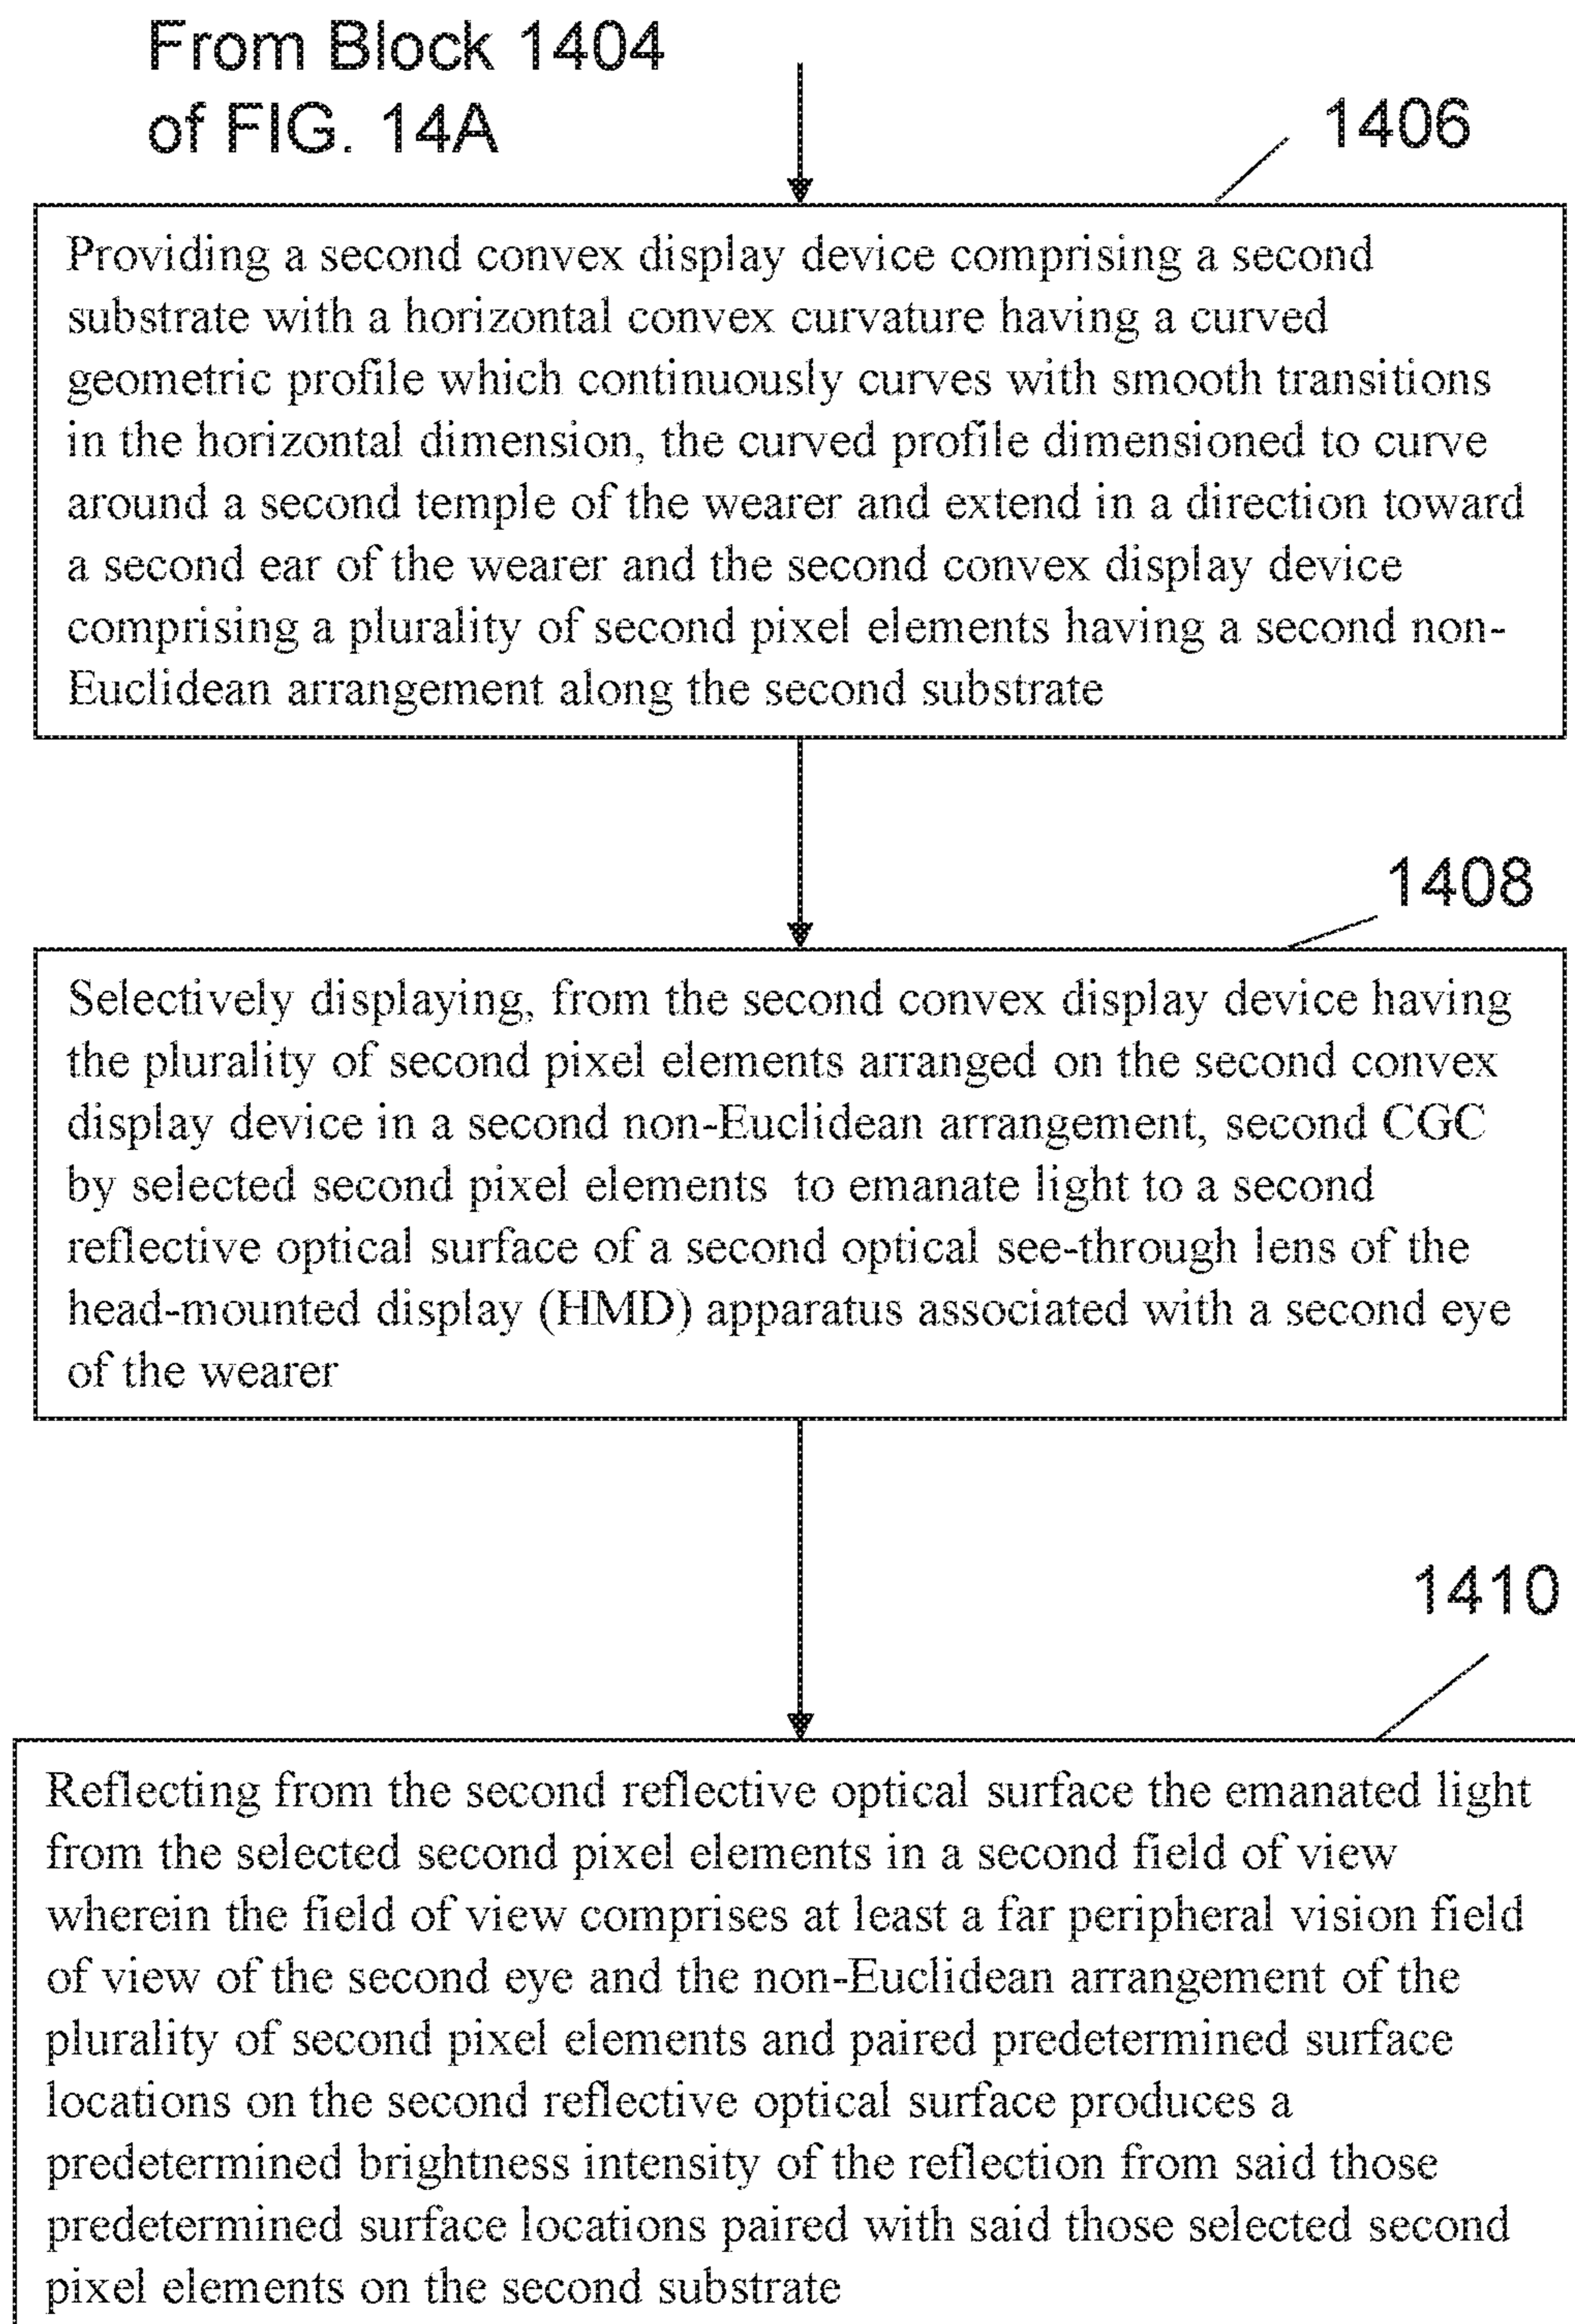 From Block 1404
of FIG. 14A
1406
Providing a second convex display device comprising a second
substrate with a horizontal convex curvature having a curved
geometric profile which continuously curves with smooth transitions
in the horizontal dimension, the curved profile dimensioned to curve
around a second temple of the wearer and extend in a direction toward
a second ear of the wearer and the second convex display device
comprising a plurality of second pixel elements having a second non-
Euclidean arrangement along the second substrate
1408
Selectively displaying, from the second convex display device having
the plurality of second pixel elements arranged on the second convex
display device in a second non-Euclidean arrangement, second CGC
by selected second pixel elements to emanate light to a second
reflective optical surface of a second optical see-through lens of the
head-mounted display (HMD) apparatus associated with a second eye
of the wearer
1410
Reflecting from the second reflective optical surface the emanated light
from the selected second pixel elements in a second field of view
wherein the field of view comprises at least a far peripheral vision field
of view of the second eye and the non-Euclidean arrangement of the
plurality of second pixel elements and paired predetermined surface
locations on the second reflective optical surface produces a
predetermined brightness intensity of the reflection from said those
predetermined surface locations paired with said those selected second
pixel elements on the second substrate